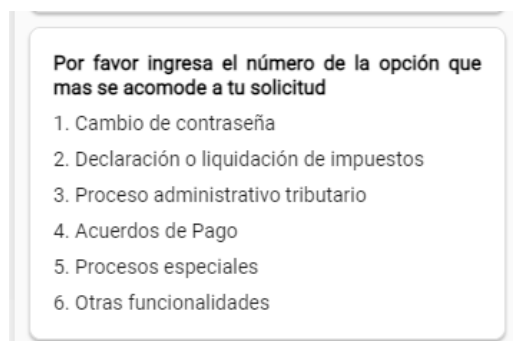 Por favor ingresa el número de la opción que
mas se acomode a tu solicitud
1. Cambio de contraseña
2. Declaración o liquidación de impuestos
3. Proceso administrativo tributario
4. Acuerdos de Pago
5. Procesos especiales
6. Otras funcionalidades